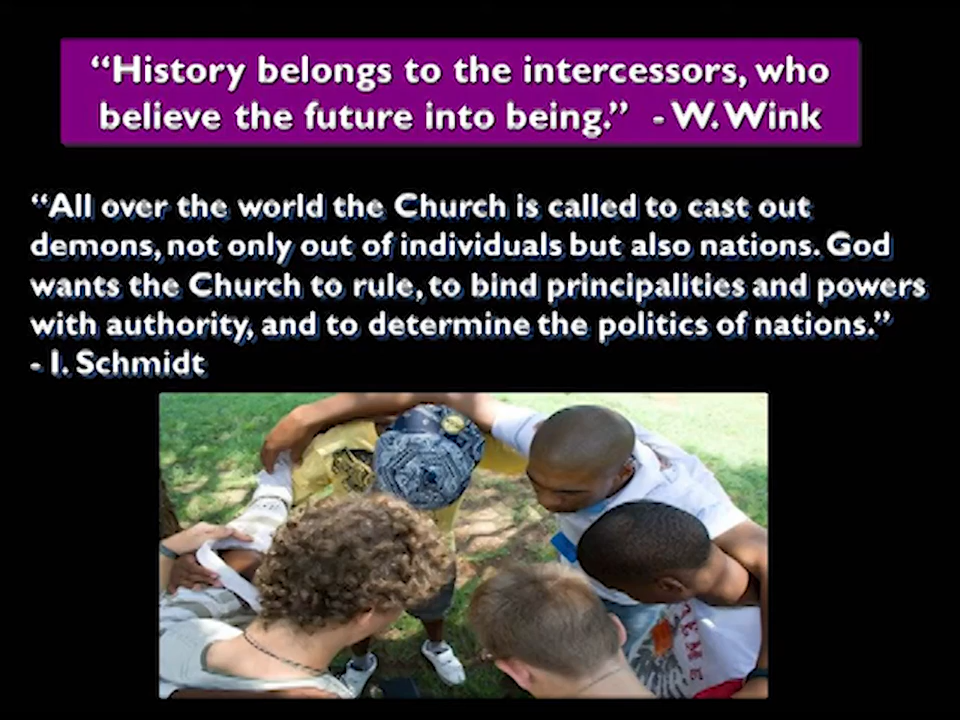 “History belongs to the intercessors, who
believe the future into being.” - W. Wink
“All over the world the Church is called to cast out
demons, not only out of individuals but also nations. God
wants the Church to rule, to bind principalities and powers
with authority, and to determine the politics of nations.”
- I. Schmidt